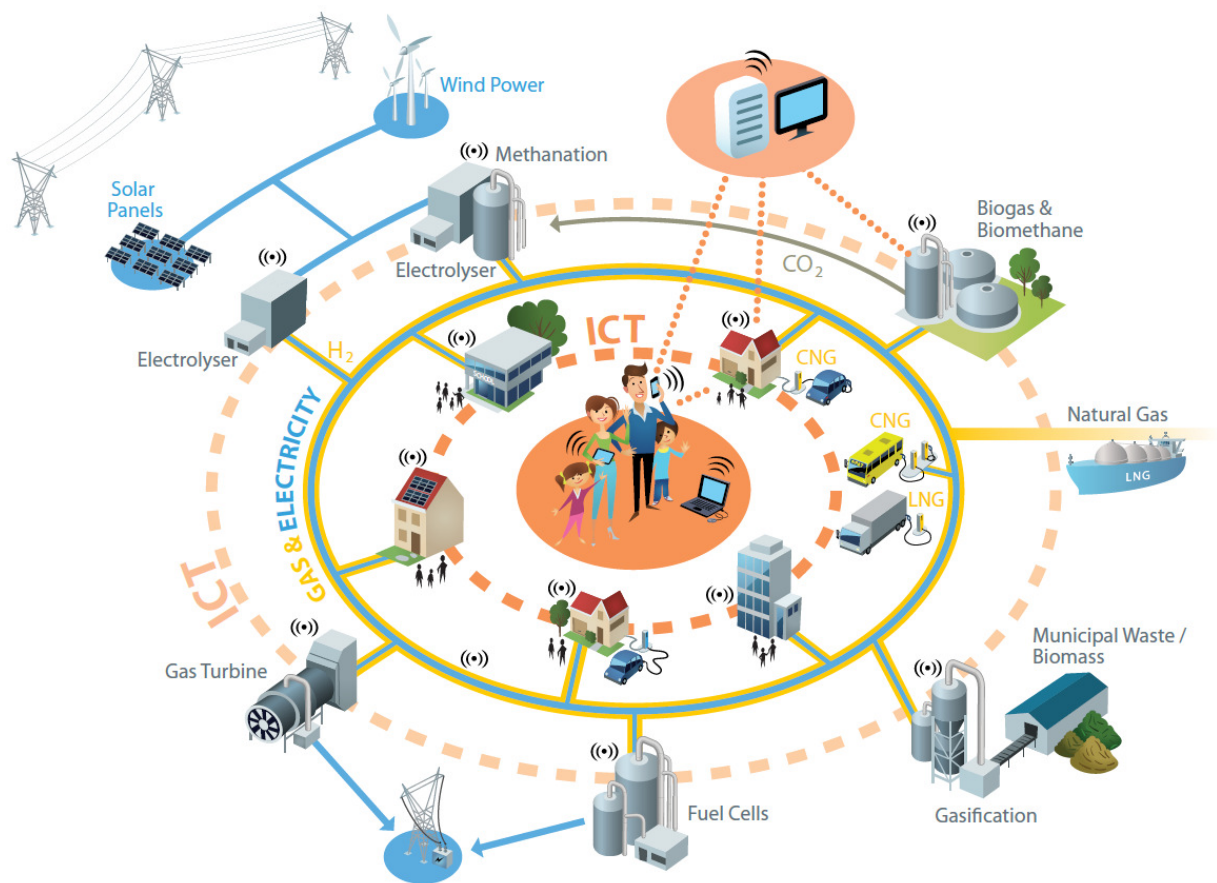 Wind Power
Methanation
Solar
Panels
Biogas &
Biomethane
Electrolyser
CO2
ICT
Electrolyser
H2
SCHOOL
CNG
CNG
Natural Gas
LNG
LNG
GAS & ELECTRICITY
ICT
Gas Turbine
Municipal Waste /
Biomass
Fuel Cells
Gasification